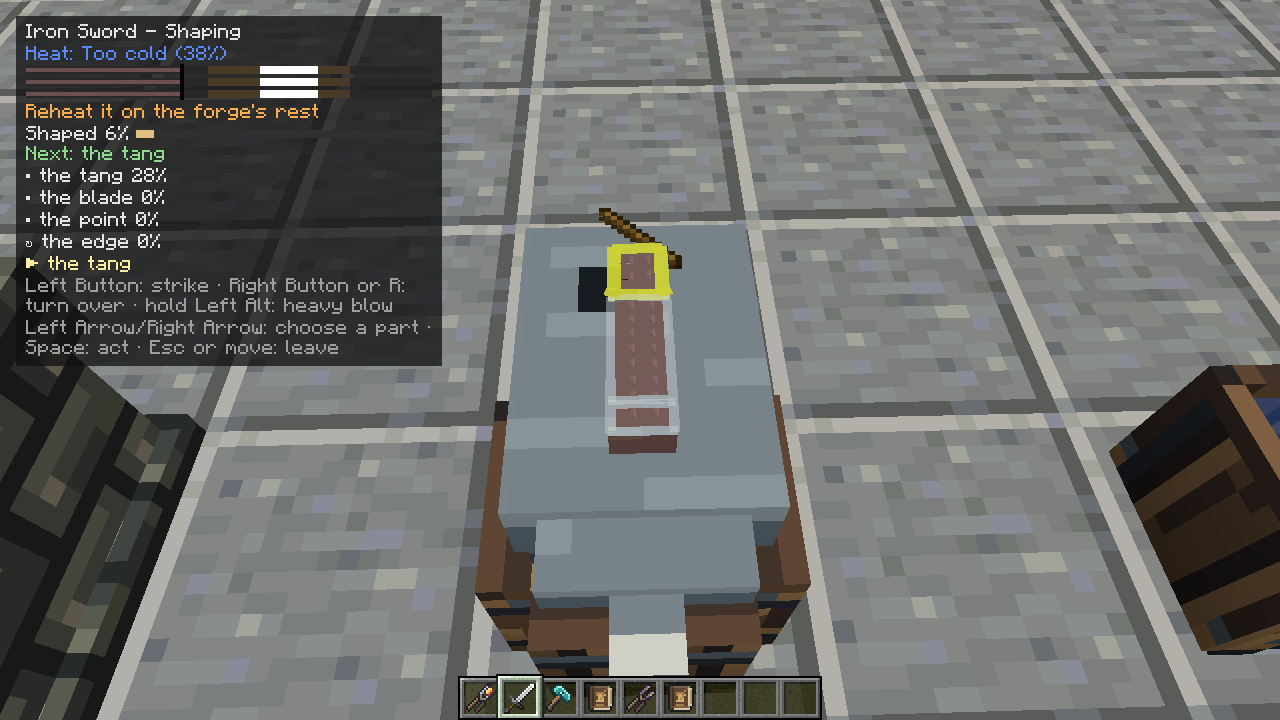 Iron Sword - Shaping
Heat: Too cold (38%)
Reheat it on the forge's rest
Shaped 6%
Next: the tang
· the tang 28%
· the blade 0%
· the point 0%
↻ the edge 0%
▶ the tang
Left Button: strike · Right Button or R:
turn over · hold Left Alt: heavy blow
Left Arrow/Right Arrow: choose a part ·
Space: act · Esc or move: leave